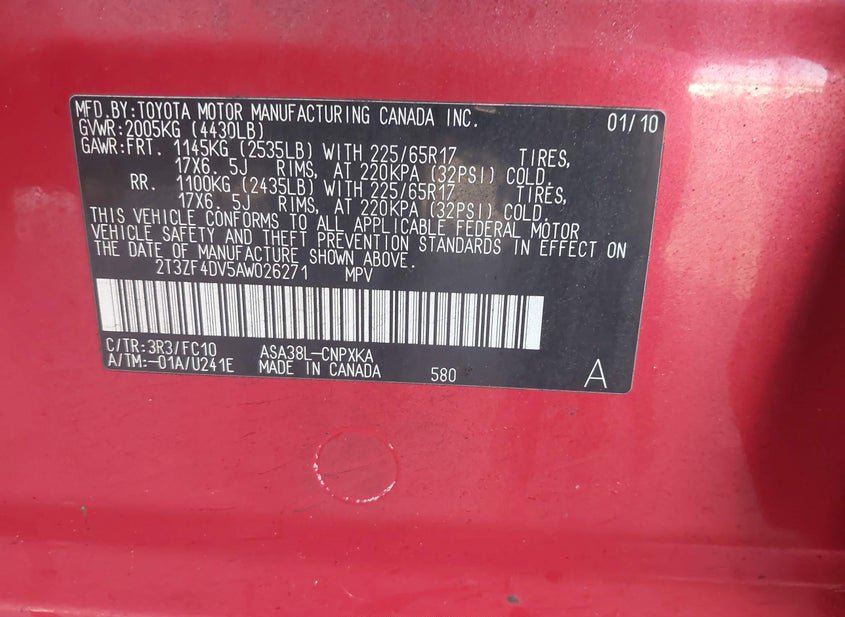 MFD.BY:TOYOTA MOTOR MANUFACTURING CANADA INC. 01/10
GVWR:2005KG (4430LB)
GAWR:FRT. 1145KG (2535LB) WITH 225/65R17 TIRES,
17X6. 5J RIMS, AT 220KPA (32PSI) COLD.
RR. 1100KG (2435LB) WITH 225/65R17 TIRES,
17X6. 5J RIMS, AT 220KPA (32PSI) COLD.
THIS VEHICLE CONFORMS TO ALL APPLICABLE FEDERAL MOTOR
VEHICLE SAFETY AND THEFT PREVENTION STANDARDS IN EFFECT ON
THE DATE OF MANUFACTURE SHOWN ABOVE.
2T3ZF4DV5AW026271 MPV
C/TR:3R3/FC10 ASA38L-CNPXKA
A/TM:-01A/U241E MADE IN CANADA 580 A